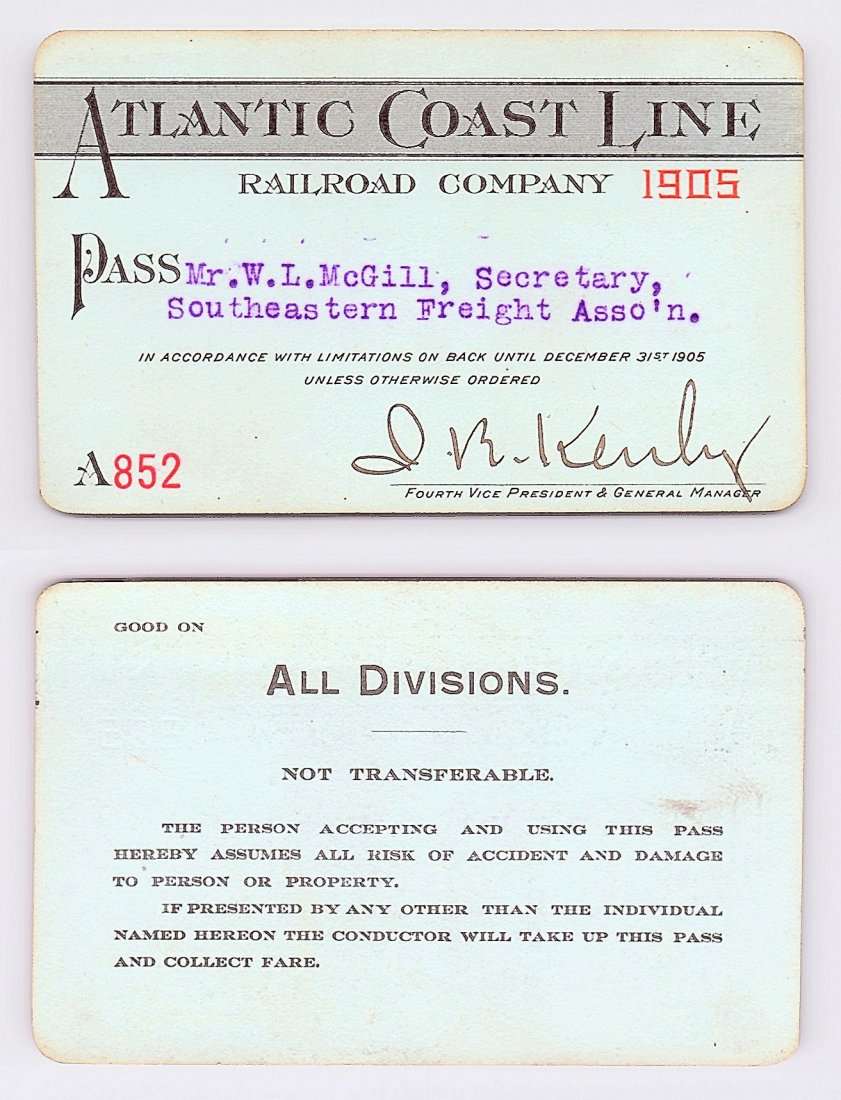 ATLANTIC COAST LINE
RAILROAD COMPANY 1905
PASS Mr.W.L.McGill, Secretary,
Southeastern Freight Asso'n.
IN ACCORDANCE WITH LIMITATIONS ON BACK UNTIL DECEMBER 31ST 1905
UNLESS OTHERWISE ORDERED
J. R. Kenly
A852
FOURTH VICE PRESIDENT & GENERAL MANAGER
GOOD ON
ALL DIVISIONS.
NOT TRANSFERABLE.
THE PERSON ACCEPTING AND USING THIS PASS
HEREBY ASSUMES ALL RISK OF ACCIDENT AND DAMAGE
TO PERSON OR PROPERTY.
IF PRESENTED BY ANY OTHER THAN THE INDIVIDUAL
NAMED HEREON THE CONDUCTOR WILL TAKE UP THIS PASS
AND COLLECT FARE.